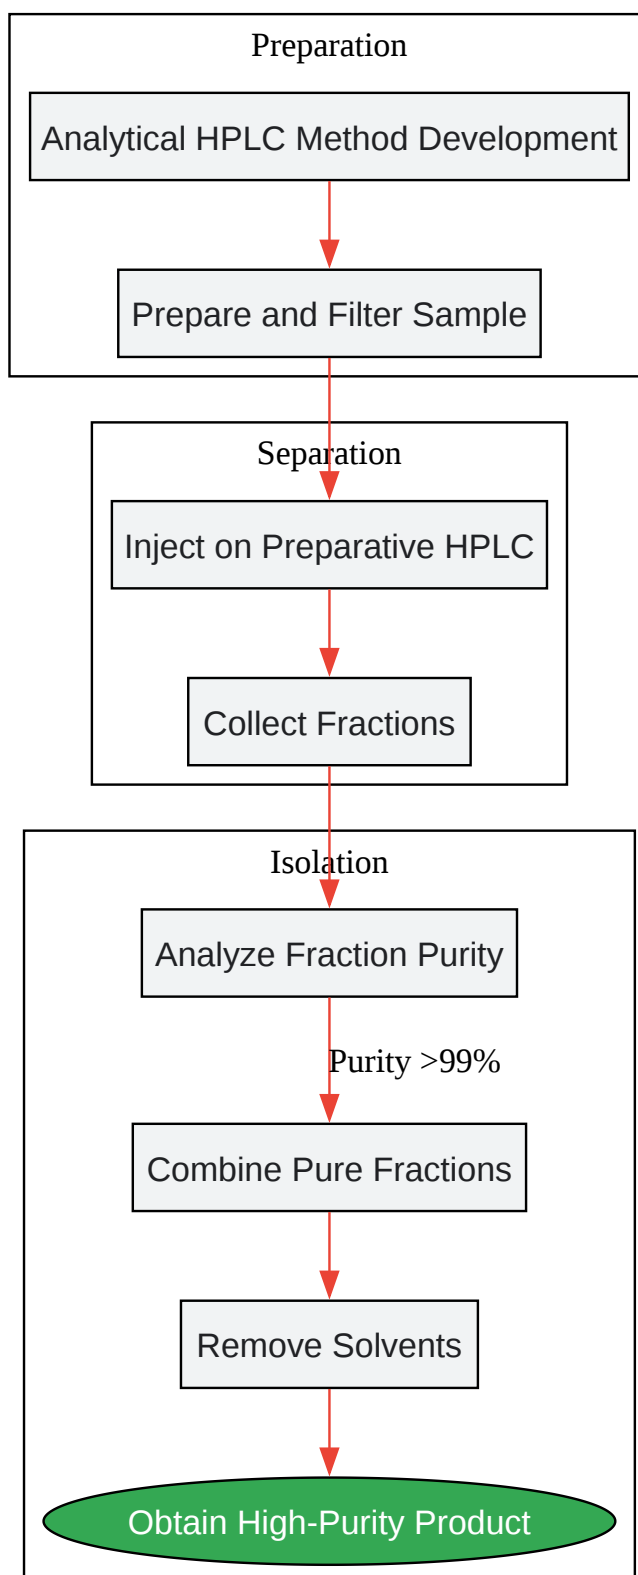 Preparation
Analytical HPLC Method Development
Prepare and Filter Sample
Separation
Inject on Preparative HPLC
Collect Fractions
Isolation
Analyze Fraction Purity
Purity >99%
Combine Pure Fractions
Remove Solvents
Obtain High-Purity Product